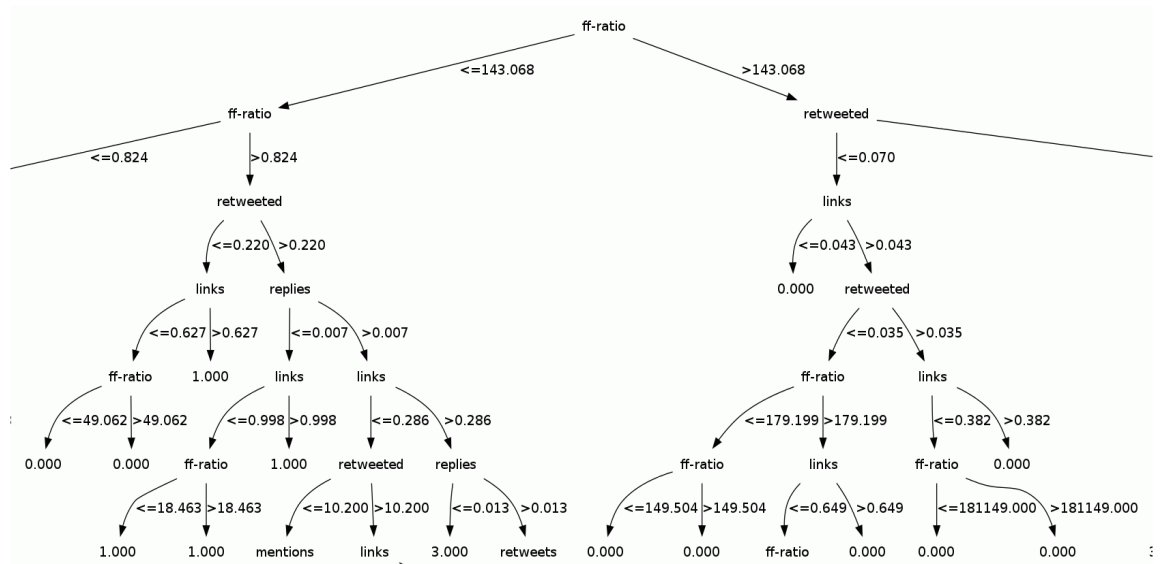 ff-ratio
<=143.068 >143.068
ff-ratio retweeted
<=0.824 >0.824 <=0.070
retweeted links
<=0.220 >0.220 <=0.043 >0.043
links replies 0.000 retweeted
<=0.627 >0.627 <=0.007 >0.007 <=0.035 >0.035
ff-ratio 1.000 links links ff-ratio links
<=49.062 >49.062 <=0.998 >0.998 <=0.286 >0.286 <=179.199 >179.199 <=0.382 >0.382
0.000 0.000 ff-ratio 1.000 retweeted replies ff-ratio links ff-ratio 0.000
<=18.463 >18.463 <=10.200 >10.200 <=0.013 >0.013 <=149.504 >149.504 <=0.649 >0.649 <=181149.000 >181149.000
1.000 1.000 mentions links 3.000 retweets 0.000 0.000 ff-ratio 0.000 0.000 0.000